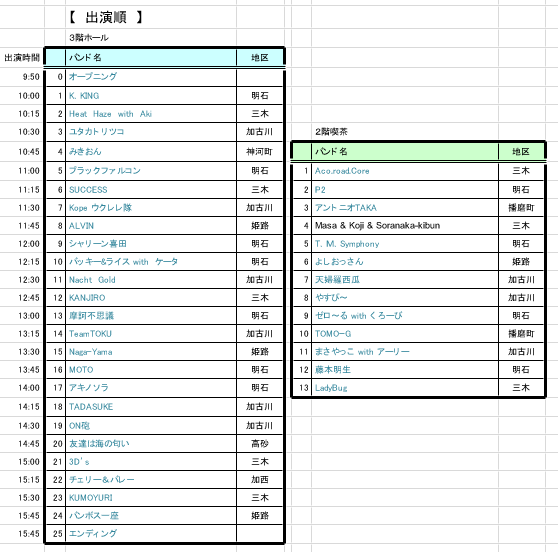 【 出演順 】
3階ホール
出演時間 バンド名 地区
9:50 0 オープニング
10:00 1 K. KING 明石
10:15 2 Heat Haze with Aki 三木
10:30 3 ユタカトリツコ 加古川
10:45 4 みきおん 神河町
11:00 5 ブラックファルコン 明石
11:15 6 SUCCESS 三木
11:30 7 Kope ウクレレ隊 加古川
11:45 8 ALVIN 姫路
12:00 9 シャリーン喜田 明石
12:15 10 バッキー&ライス with ケータ 明石
12:30 11 Nacht Gold 加古川
12:45 12 KANJIRO 三木
13:00 13 摩訶不思議 明石
13:15 14 TeamTOKU 加古川
13:30 15 Naga-Yama 姫路
13:45 16 MOTO 明石
14:00 17 アキノソラ 明石
14:15 18 TADASUKE 加古川
14:30 19 ON砲 加古川
14:45 20 友達は海の匂い 高砂
15:00 21 3D's 三木
15:15 22 チェリー&バレー 加西
15:30 23 KUMOYURI 三木
15:45 24 バンボス一座 姫路
15:45 25 エンディング
2階喫茶
バンド名 地区
1 Aco.road.Core 三木
2 P2 明石
3 アントニオTAKA 播磨町
4 Masa & Koji & Soranaka-kibun 三木
5 T. M. Symphony 明石
6 よしおっさん 姫路
7 天婦羅西瓜 加古川
8 やすび〜 加古川
9 ゼロ〜る with くろーび 明石
10 TOMO-G 播磨町
11 まさやっこ with アーリー 加古川
12 藤本明生 明石
13 LadyBug 三木